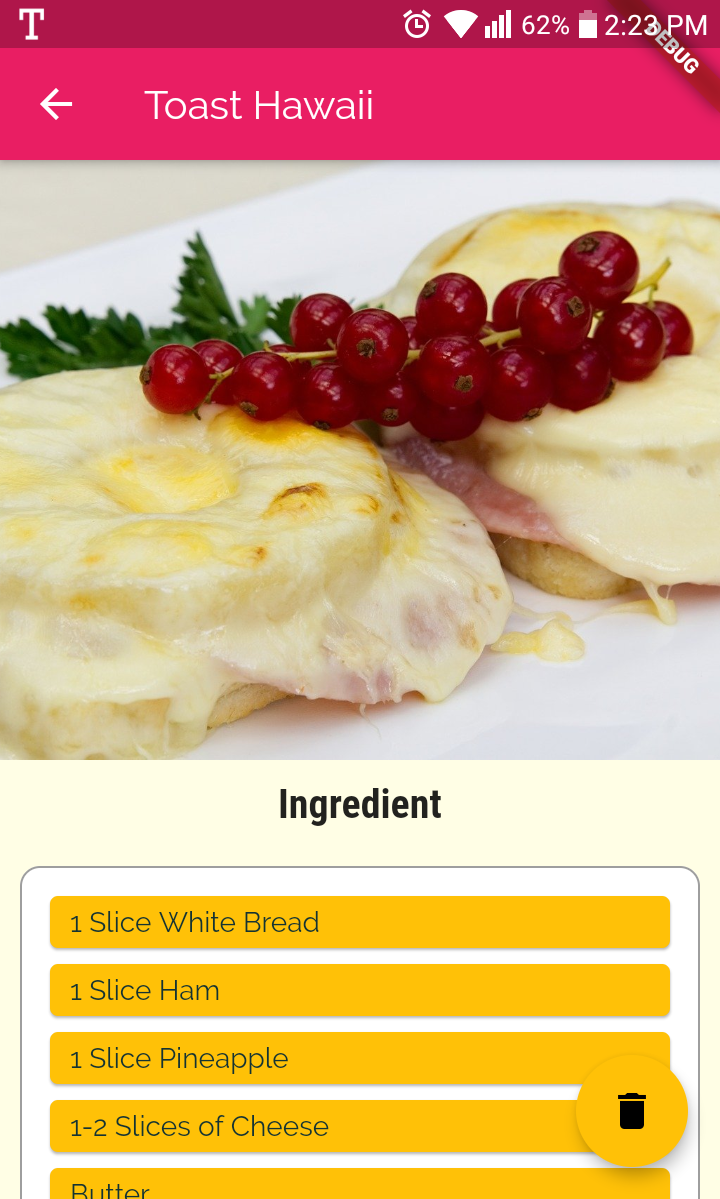 T 62% 2:23 PM
DEBUG
Toast Hawaii
Ingredient
1 Slice White Bread
1 Slice Ham
1 Slice Pineapple
1-2 Slices of Cheese
Butter